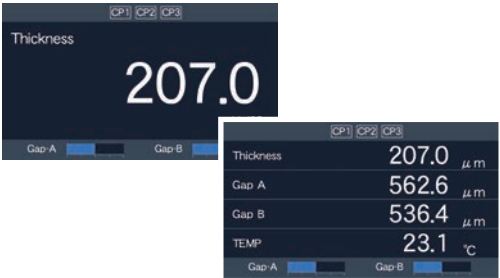 CP1 CP2 CP3
Thickness
207.0
Gap-A Gap-B
CP1 CP2 CP3
Thickness 207.0 μm
Gap A 562.6 μm
Gap B 536.4 μm
TEMP 23.1 ℃
Gap-A Gap-B